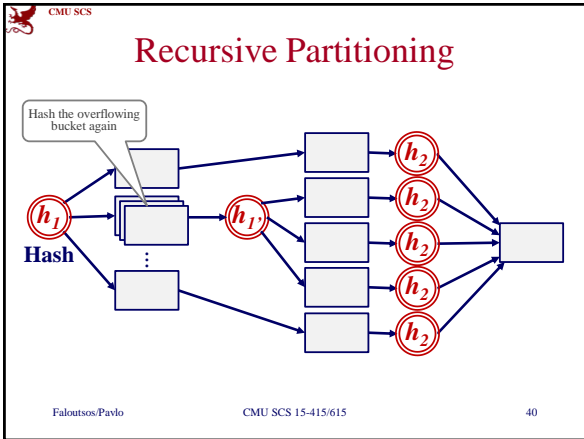 CMU SCS
Recursive Partitioning
Hash the overflowing
bucket again
h1
Hash
⋮
h1'
h2
h2
h2
h2
h2
Faloutsos/Pavlo
CMU SCS 15-415/615
40